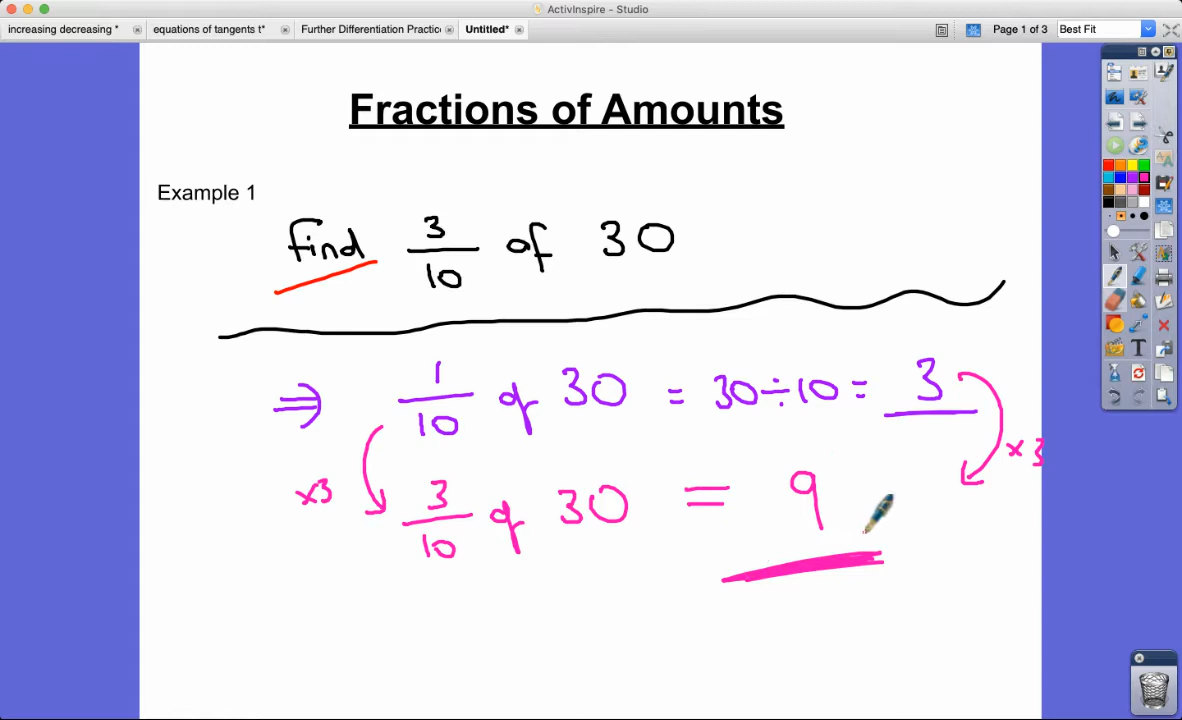 ActivInspire - Studio
increasing decreasing * equations of tangents t* Further Differentiation Practic Untitled* Page 1 of 3 Best Fit
Fractions of Amounts
Example 1
find 3/10 of 30
⇒ 1/10 of 30 = 30÷10 = 3
×3 ×3
3/10 of 30 = 9